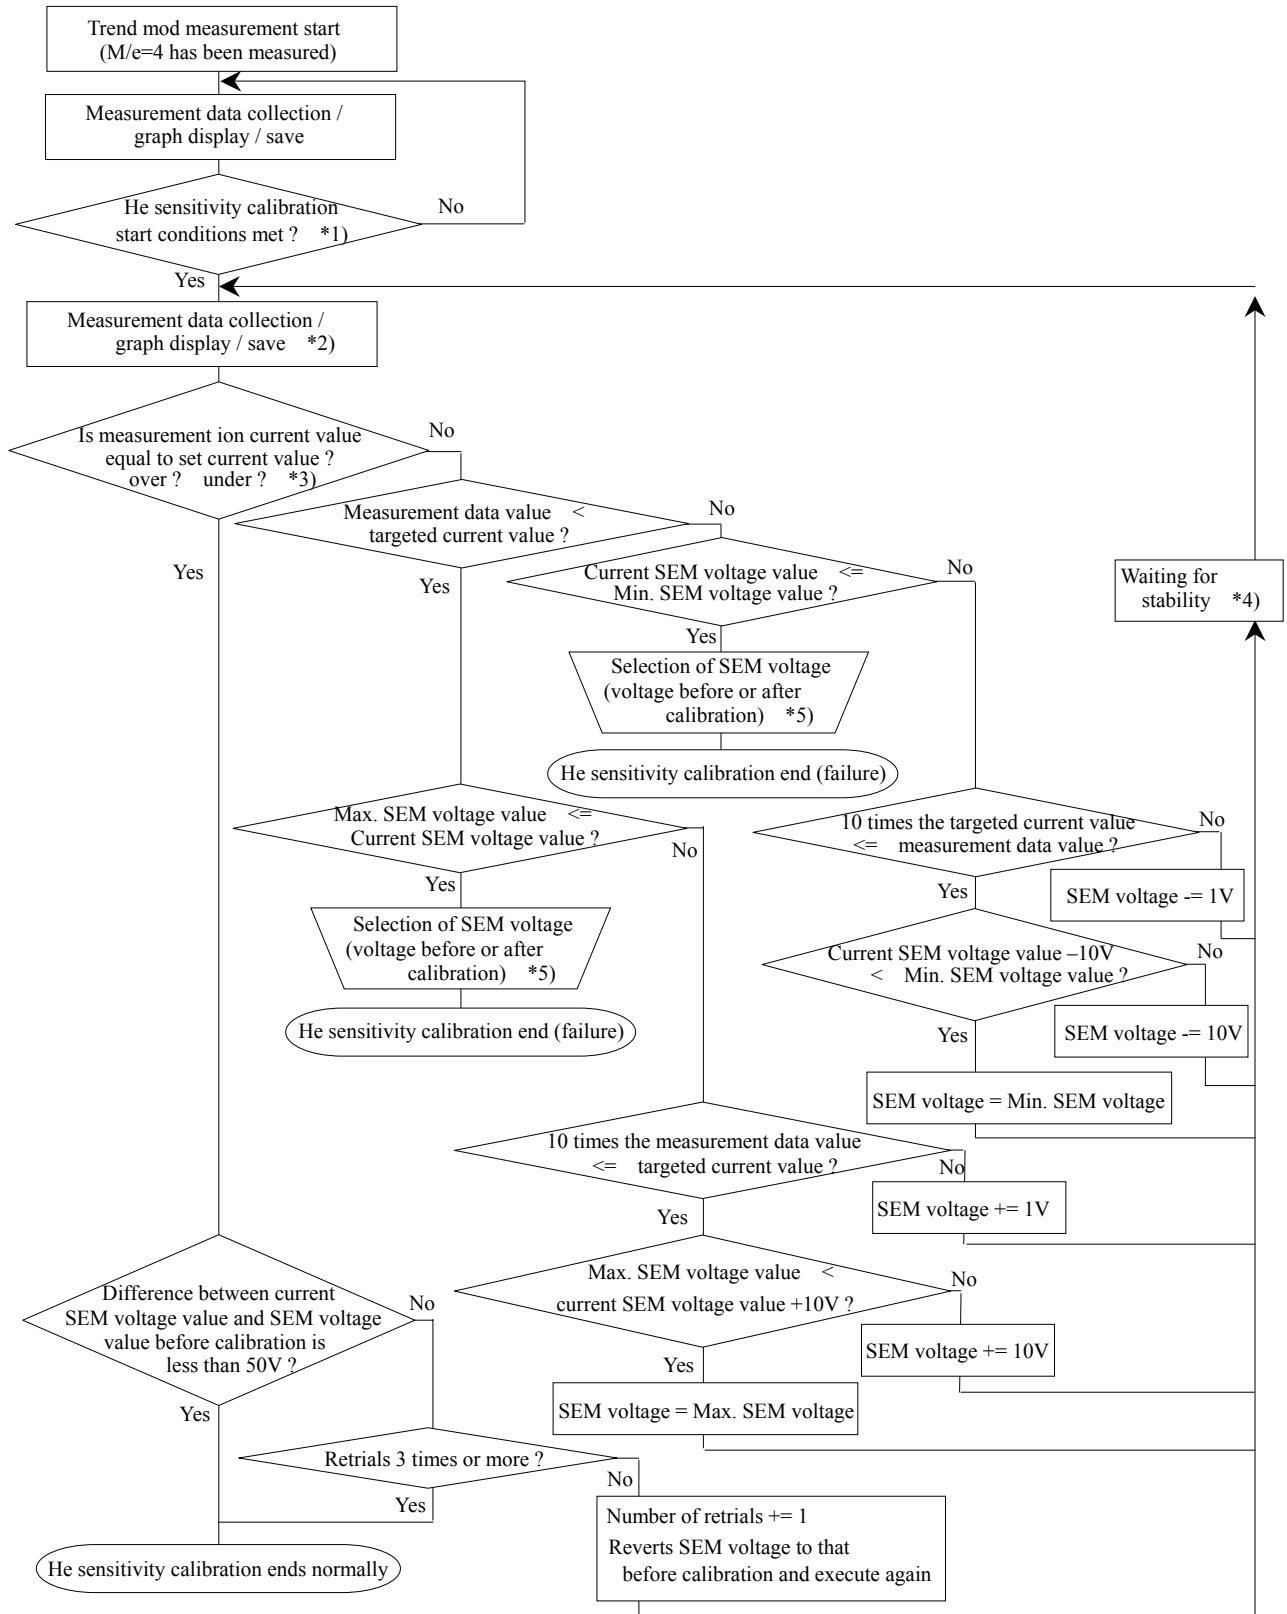 Trend mod measurement start
(M/e=4 has been measured)
Measurement data collection /
graph display / save
He sensitivity calibration
start conditions met ? *1)
No
Yes
Measurement data collection /
graph display / save *2)
Is measurement ion current value
equal to set current value ?
over ? under ? *3)
No
Yes
Measurement data value <
targeted current value ?
No
Yes
Current SEM voltage value <=
Min. SEM voltage value ?
No
Yes
Waiting for
stability *4)
Selection of SEM voltage
(voltage before or after
calibration) *5)
He sensitivity calibration end (failure)
Max. SEM voltage value <=
Current SEM voltage value ?
No
Yes
Selection of SEM voltage
(voltage before or after
calibration) *5)
He sensitivity calibration end (failure)
10 times the targeted current value
<= measurement data value ?
No
Yes
SEM voltage -= 1V
Current SEM voltage value –10V
< Min. SEM voltage value ?
No
Yes
SEM voltage -= 10V
SEM voltage = Min. SEM voltage
10 times the measurement data value
<= targeted current value ?
No
Yes
SEM voltage += 1V
Max. SEM voltage value <
current SEM voltage value +10V ?
No
Yes
SEM voltage += 10V
SEM voltage = Max. SEM voltage
Difference between current
SEM voltage value and SEM voltage
value before calibration is
less than 50V ?
No
Yes
Retrials 3 times or more ?
No
Yes
Number of retrials += 1
Reverts SEM voltage to that
before calibration and execute again
He sensitivity calibration ends normally